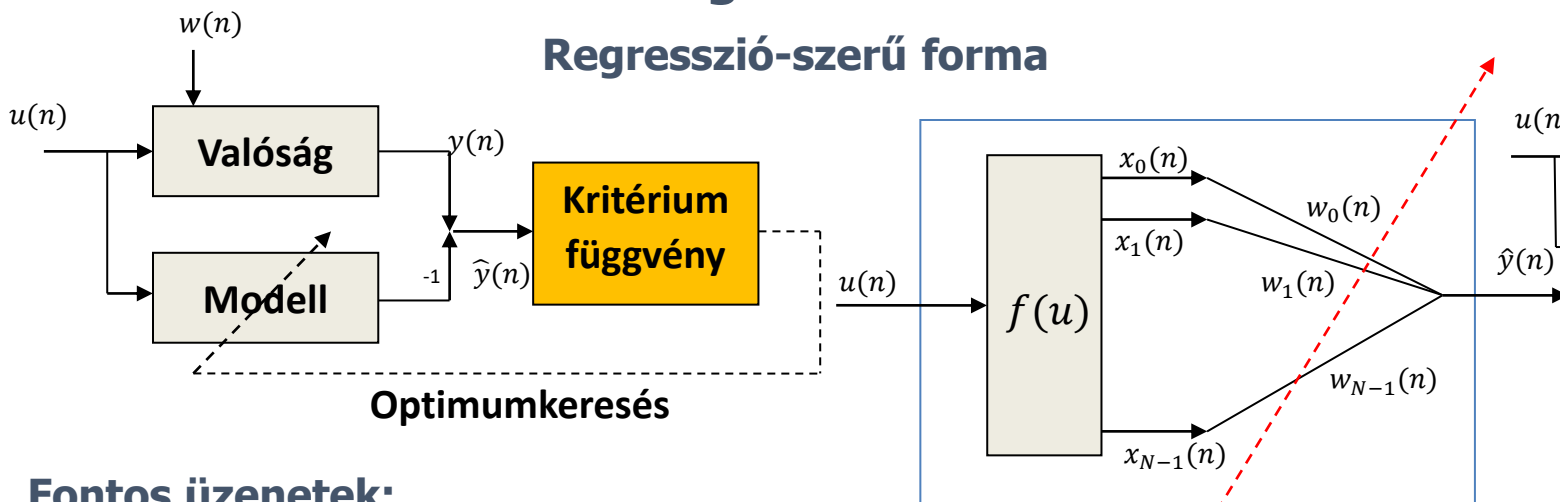 Regresszió-szerű forma
w(n)
u(n)
Valóság
y(n)
Kritérium
függvény
Modell
-1
ŷ(n)
Optimumkeresés
u(n)
f(u)
x₀(n)
x₁(n)
x_{N−1}(n)
w₀(n)
w₁(n)
w_{N−1}(n)
u(n
ŷ(n)
Fontos üzenetek: